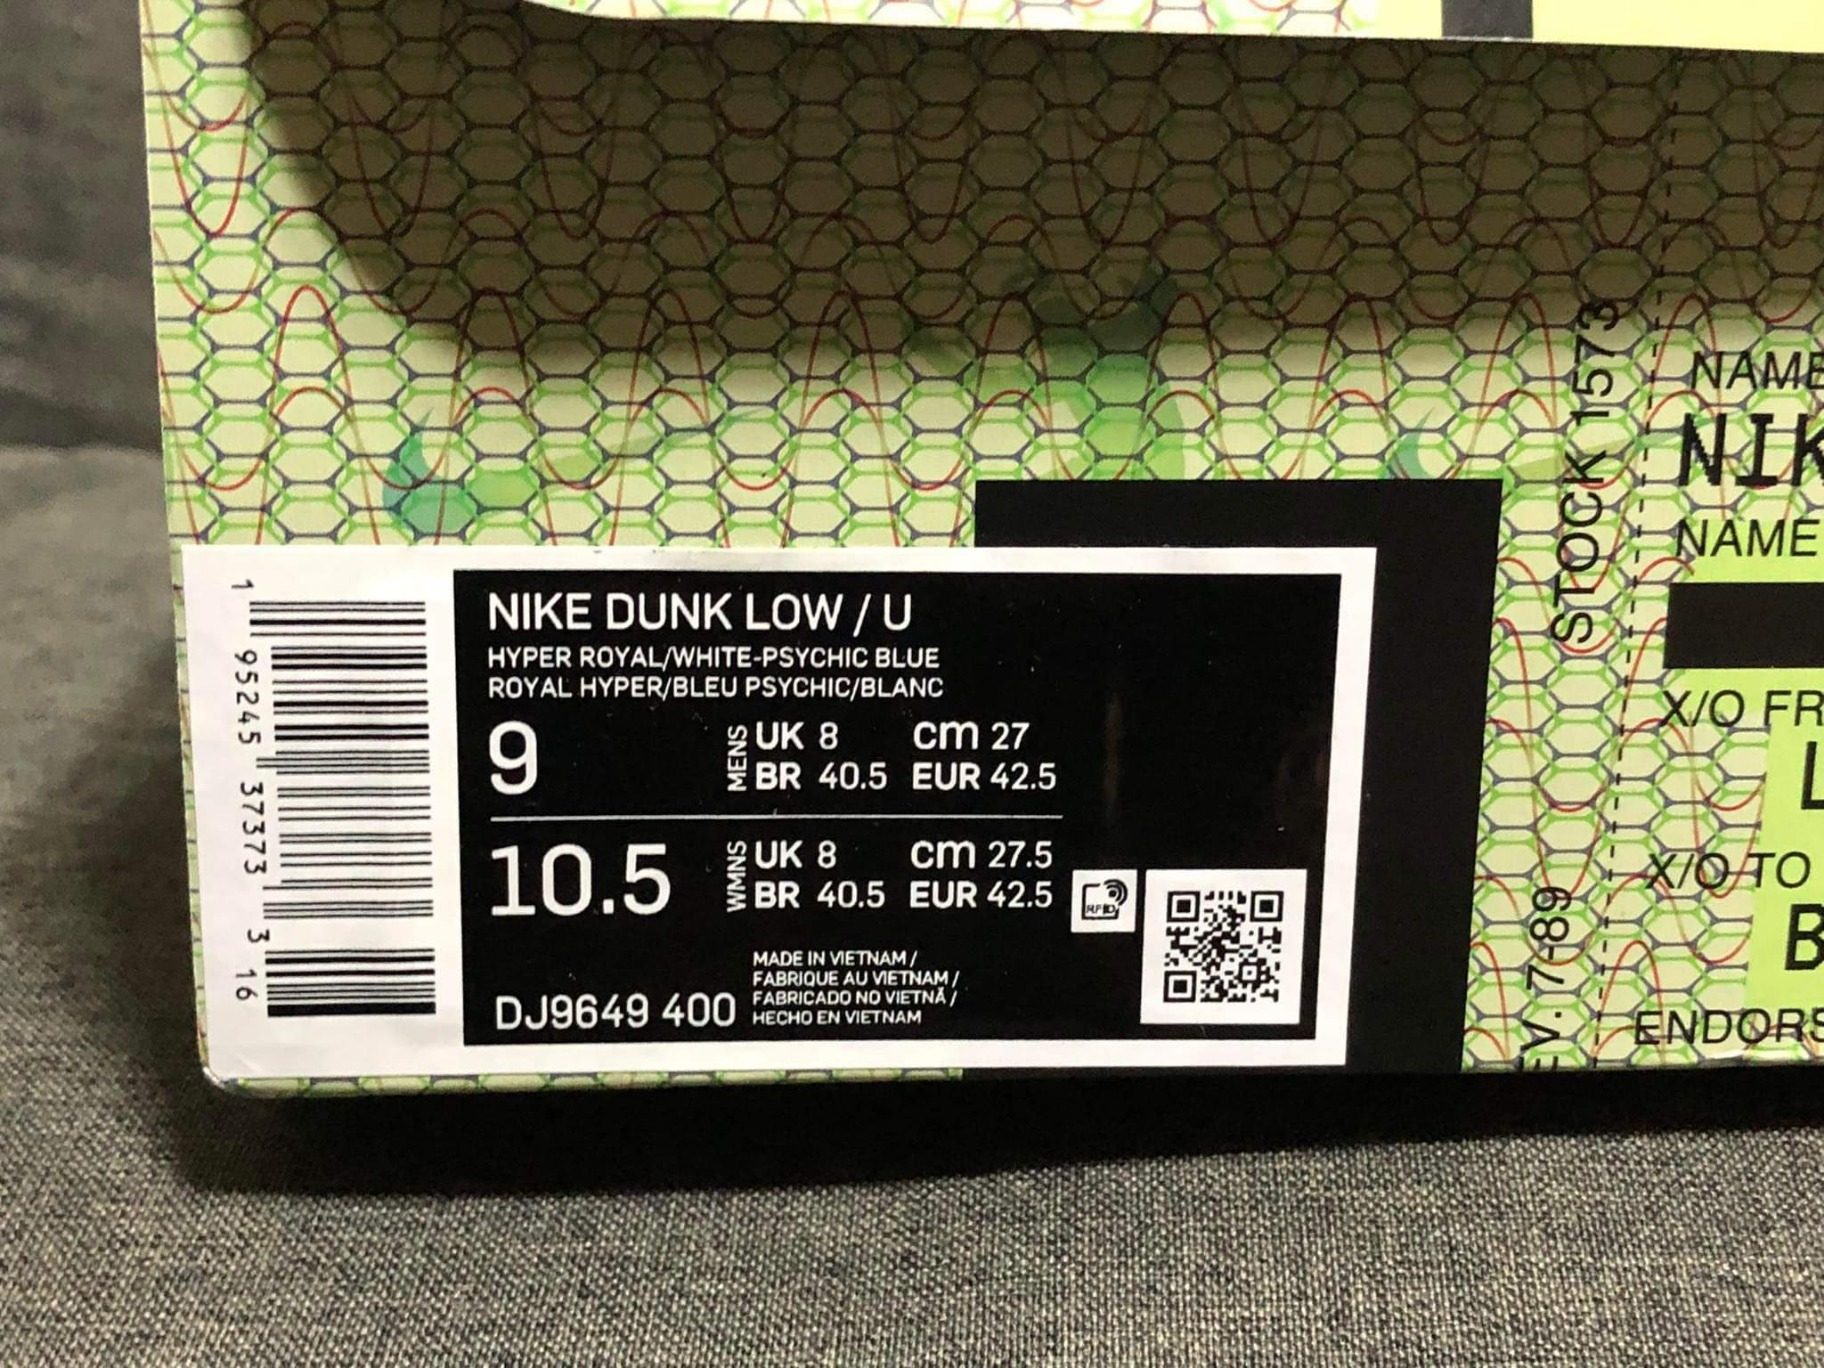 NIKE DUNK LOW / U
HYPER ROYAL/WHITE-PSYCHIC BLUE
ROYAL HYPER/BLEU PSYCHIC/BLANC
9
MENS
UK 8 cm 27
BR 40.5 EUR 42.5
10.5
WMNS
UK 8 cm 27.5
BR 40.5 EUR 42.5
RFID
DJ9649 400
MADE IN VIETNAM /
FABRIQUE AU VIETNAM /
FABRICADO NO VIETNÃ /
HECHO EN VIETNAM
1 95245 37373 3 16
STOCK 1573
EV. 7-89
NAME
NIK
NAME
X/O FR
L
X/O TO
B
ENDORS